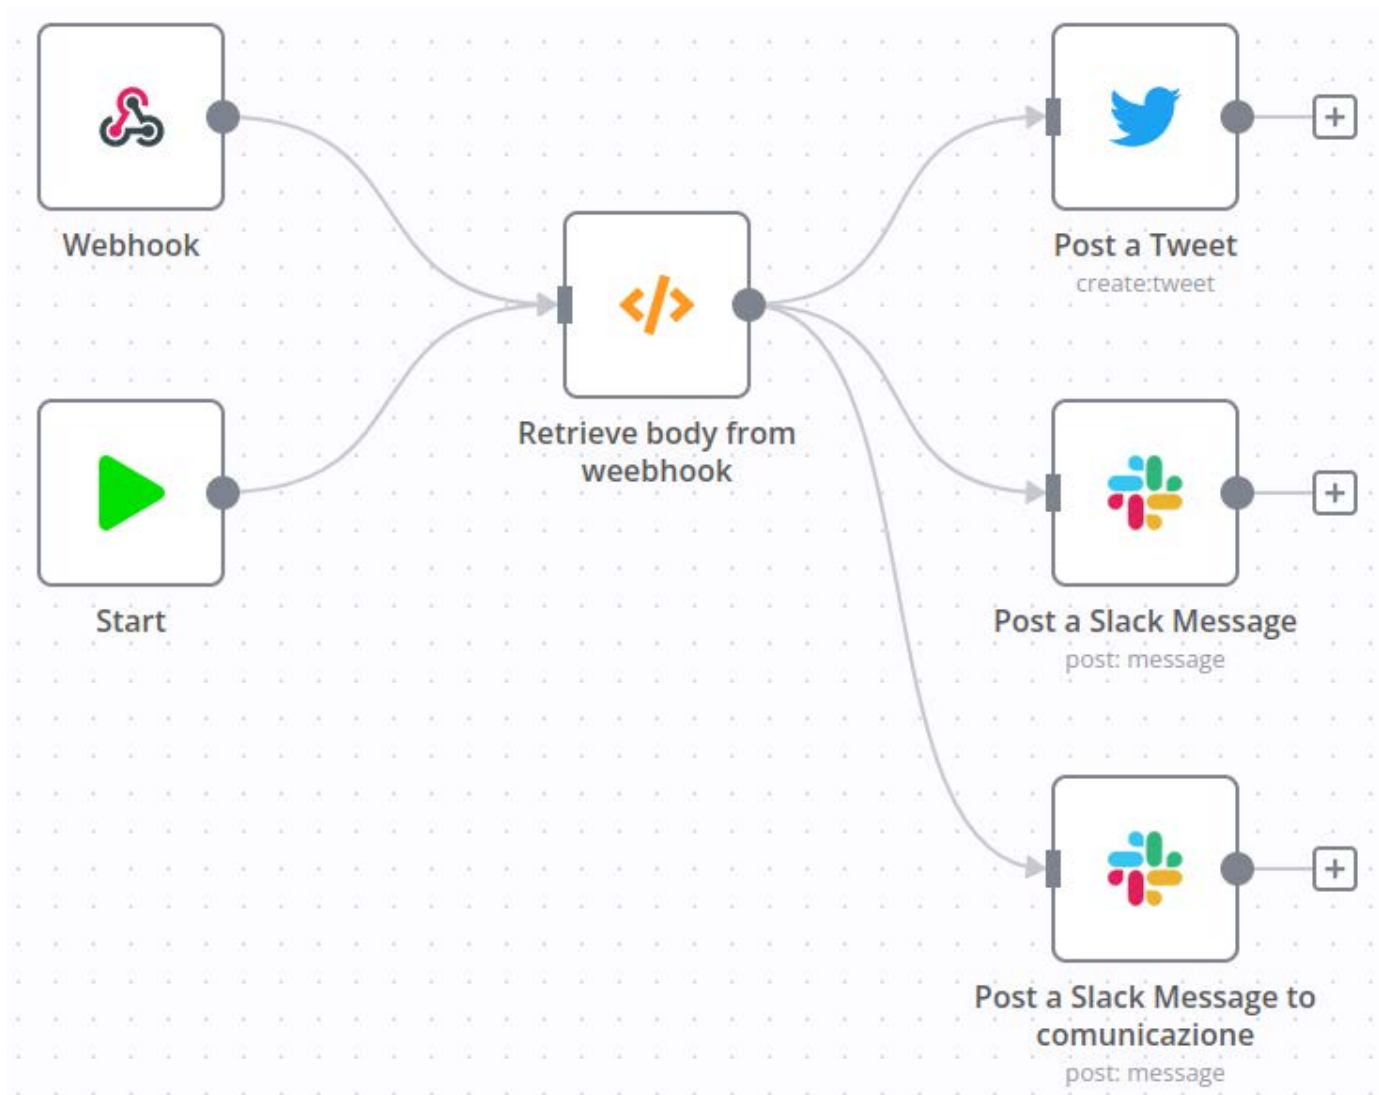 Webhook
Post a Tweet
create:tweet
Retrieve body from
weebhook
Start
Post a Slack Message
post: message
Post a Slack Message to
comunicazone
post: message